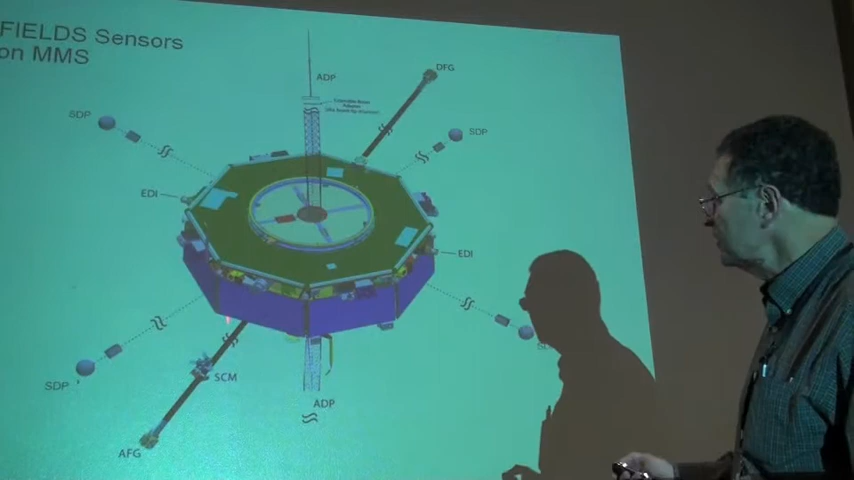 FIELDS Sensors
on MMS
ADP
DFG
SDP
SDP
EDI
EDI
SDP
SCM
ADP
AFG